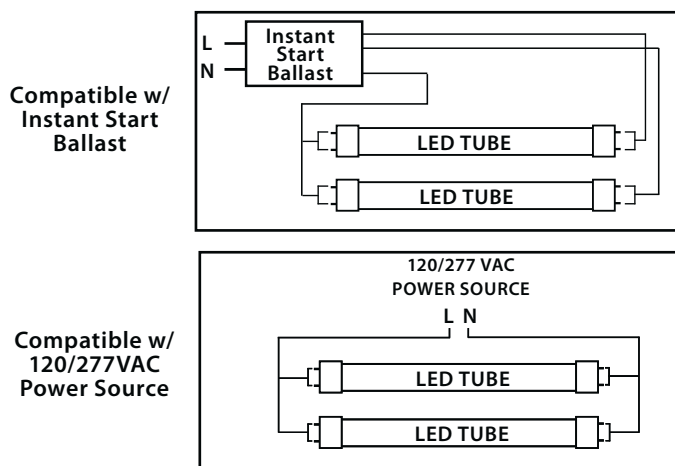 Compatible w/
Instant Start
Ballast
L
N
Instant
Start
Ballast
LED TUBE
LED TUBE
Compatible w/
120/277VAC
Power Source
120/277 VAC
POWER SOURCE
L N
LED TUBE
LED TUBE